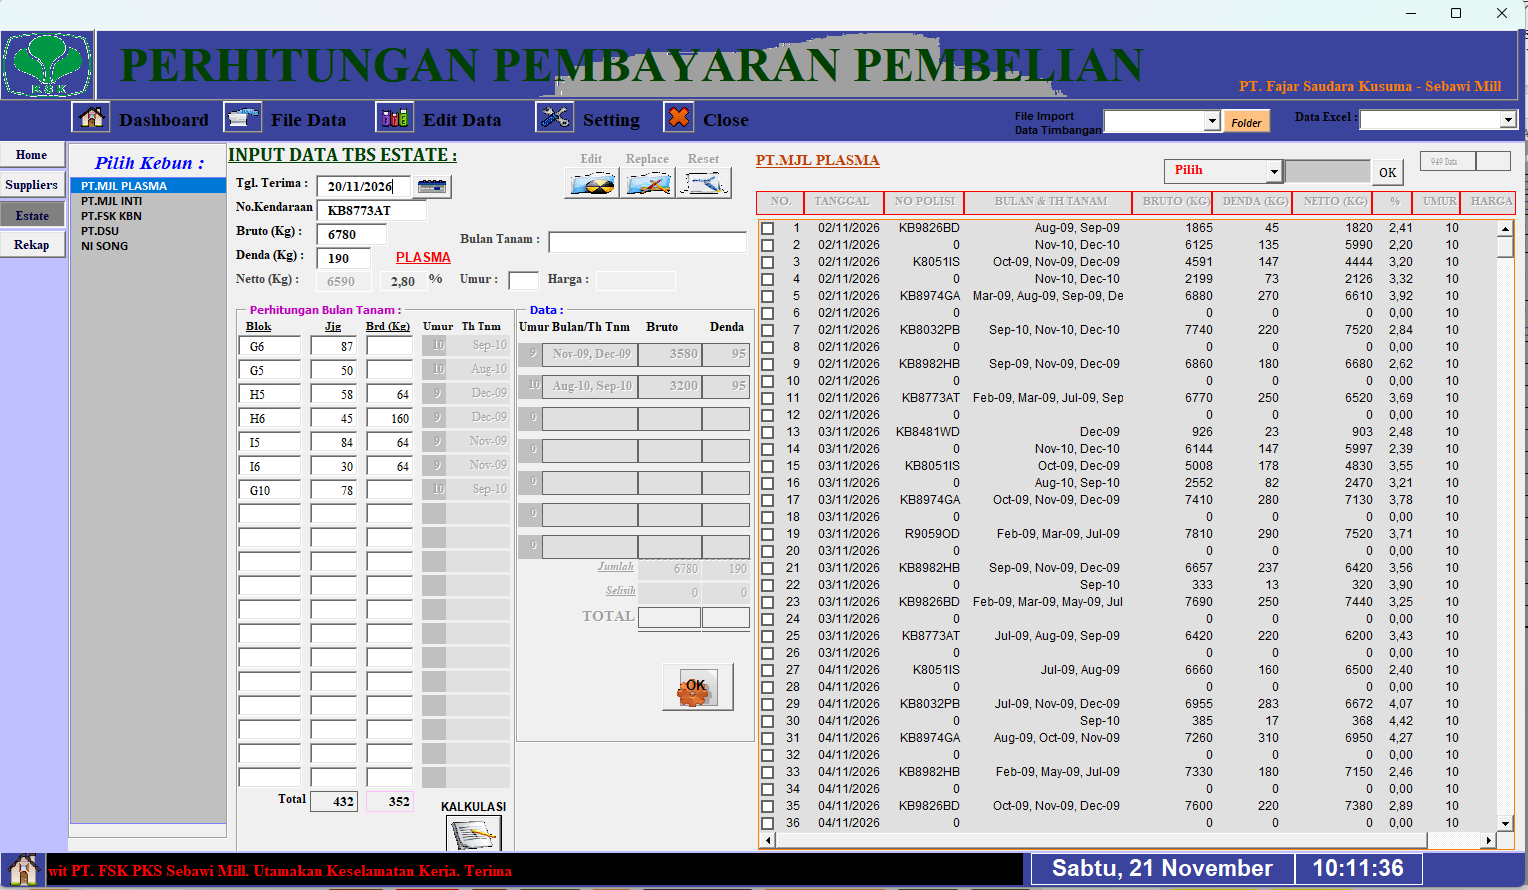 K S K
PERHITUNGAN PEMBAYARAN PEMBELIAN
PT. Fajar Saudara Kusuma - Sebawi Mill
Dashboard File Data Edit Data Setting Close
File Import
Data Timbangan
Folder
Data Excel :
Home
Suppliers
Estate
Rekap
Pilih Kebun :
PT.MJL PLASMA
PT.MJL INTI
PT.FSK KBN
PT.DSU
NI SONG
INPUT DATA TBS ESTATE :
Edit Replace Reset
Tgl. Terima : 20/11/2026
No.Kendaraan KB8773AT
Bruto (Kg) : 6780
Bulan Tanam :
Denda (Kg) : 190 PLASMA
Netto (Kg) : 6590 2,80 % Umur : Harga :
Perhitungan Bulan Tanam :
Blok Jjg Brd (Kg) Umur Th Tnm
G6 87 10 Sep-10
G5 50 10 Aug-10
H5 58 64 9 Dec-09
H6 45 160 9 Dec-09
I5 84 64 9 Nov-09
I6 30 64 9 Nov-09
G10 78 10 Sep-10
Total 432 352
KALKULASI
Data :
Umur Bulan/Th Tnm Bruto Denda
9 Nov-09, Dec-09 3580 95
10 Aug-10, Sep-10 3200 95
0
0
0
0
0
Jumlah 6780 190
Selisih 0 0
TOTAL
OK
PT.MJL PLASMA
Pilih OK
949 Data
NO. TANGGAL NO POLISI BULAN & TH TANAM BRUTO (KG) DENDA (KG) NETTO (KG) % UMUR HARGA
1 02/11/2026 KB9826BD Aug-09, Sep-09 1865 45 1820 2,41 10
2 02/11/2026 0 Nov-10, Dec-10 6125 135 5990 2,20 10
3 02/11/2026 K8051IS Oct-09, Nov-09, Dec-09 4591 147 4444 3,20 10
4 02/11/2026 0 Nov-10, Dec-10 2199 73 2126 3,32 10
5 02/11/2026 KB8974GA Mar-09, Aug-09, Sep-09, De 6880 270 6610 3,92 10
6 02/11/2026 0 0 0 0 0,00 10
7 02/11/2026 KB8032PB Sep-10, Nov-10, Dec-10 7740 220 7520 2,84 10
8 02/11/2026 0 0 0 0 0,00 10
9 02/11/2026 KB8982HB Sep-09, Nov-09, Dec-09 6860 180 6680 2,62 10
10 02/11/2026 0 0 0 0 0,00 10
11 02/11/2026 KB8773AT Feb-09, Mar-09, Jul-09, Sep 6770 250 6520 3,69 10
12 02/11/2026 0 0 0 0 0,00 10
13 03/11/2026 KB8481WD Dec-09 926 23 903 2,48 10
14 03/11/2026 0 Nov-10, Dec-10 6144 147 5997 2,39 10
15 03/11/2026 KB8051IS Oct-09, Dec-09 5008 178 4830 3,55 10
16 03/11/2026 0 Aug-10, Sep-10 2552 82 2470 3,21 10
17 03/11/2026 KB8974GA Oct-09, Nov-09, Dec-09 7410 280 7130 3,78 10
18 03/11/2026 0 0 0 0 0,00 10
19 03/11/2026 R9059OD Feb-09, Mar-09, Jul-09 7810 290 7520 3,71 10
20 03/11/2026 0 0 0 0 0,00 10
21 03/11/2026 KB8982HB Sep-09, Nov-09, Dec-09 6657 237 6420 3,56 10
22 03/11/2026 0 Sep-10 333 13 320 3,90 10
23 03/11/2026 KB9826BD Feb-09, Mar-09, May-09, Jul 7690 250 7440 3,25 10
24 03/11/2026 0 0 0 0 0,00 10
25 03/11/2026 KB8773AT Jul-09, Aug-09, Sep-09 6420 220 6200 3,43 10
26 03/11/2026 0 0 0 0 0,00 10
27 04/11/2026 K8051IS Jul-09, Aug-09 6660 160 6500 2,40 10
28 04/11/2026 0 0 0 0 0,00 10
29 04/11/2026 KB8032PB Jul-09, Nov-09, Dec-09 6955 283 6672 4,07 10
30 04/11/2026 0 Sep-10 385 17 368 4,42 10
31 04/11/2026 KB8974GA Aug-09, Oct-09, Nov-09 7260 310 6950 4,27 10
32 04/11/2026 0 0 0 0 0,00 10
33 04/11/2026 KB8982HB Feb-09, May-09, Jul-09 7330 180 7150 2,46 10
34 04/11/2026 0 0 0 0 0,00 10
35 04/11/2026 KB9826BD Oct-09, Nov-09, Dec-09 7600 220 7380 2,89 10
36 04/11/2026 0 0 0 0 0,00 10
wit PT. FSK PKS Sebawi Mill. Utamakan Keselamatan Kerja. Terima
Sabtu, 21 November 10:11:36